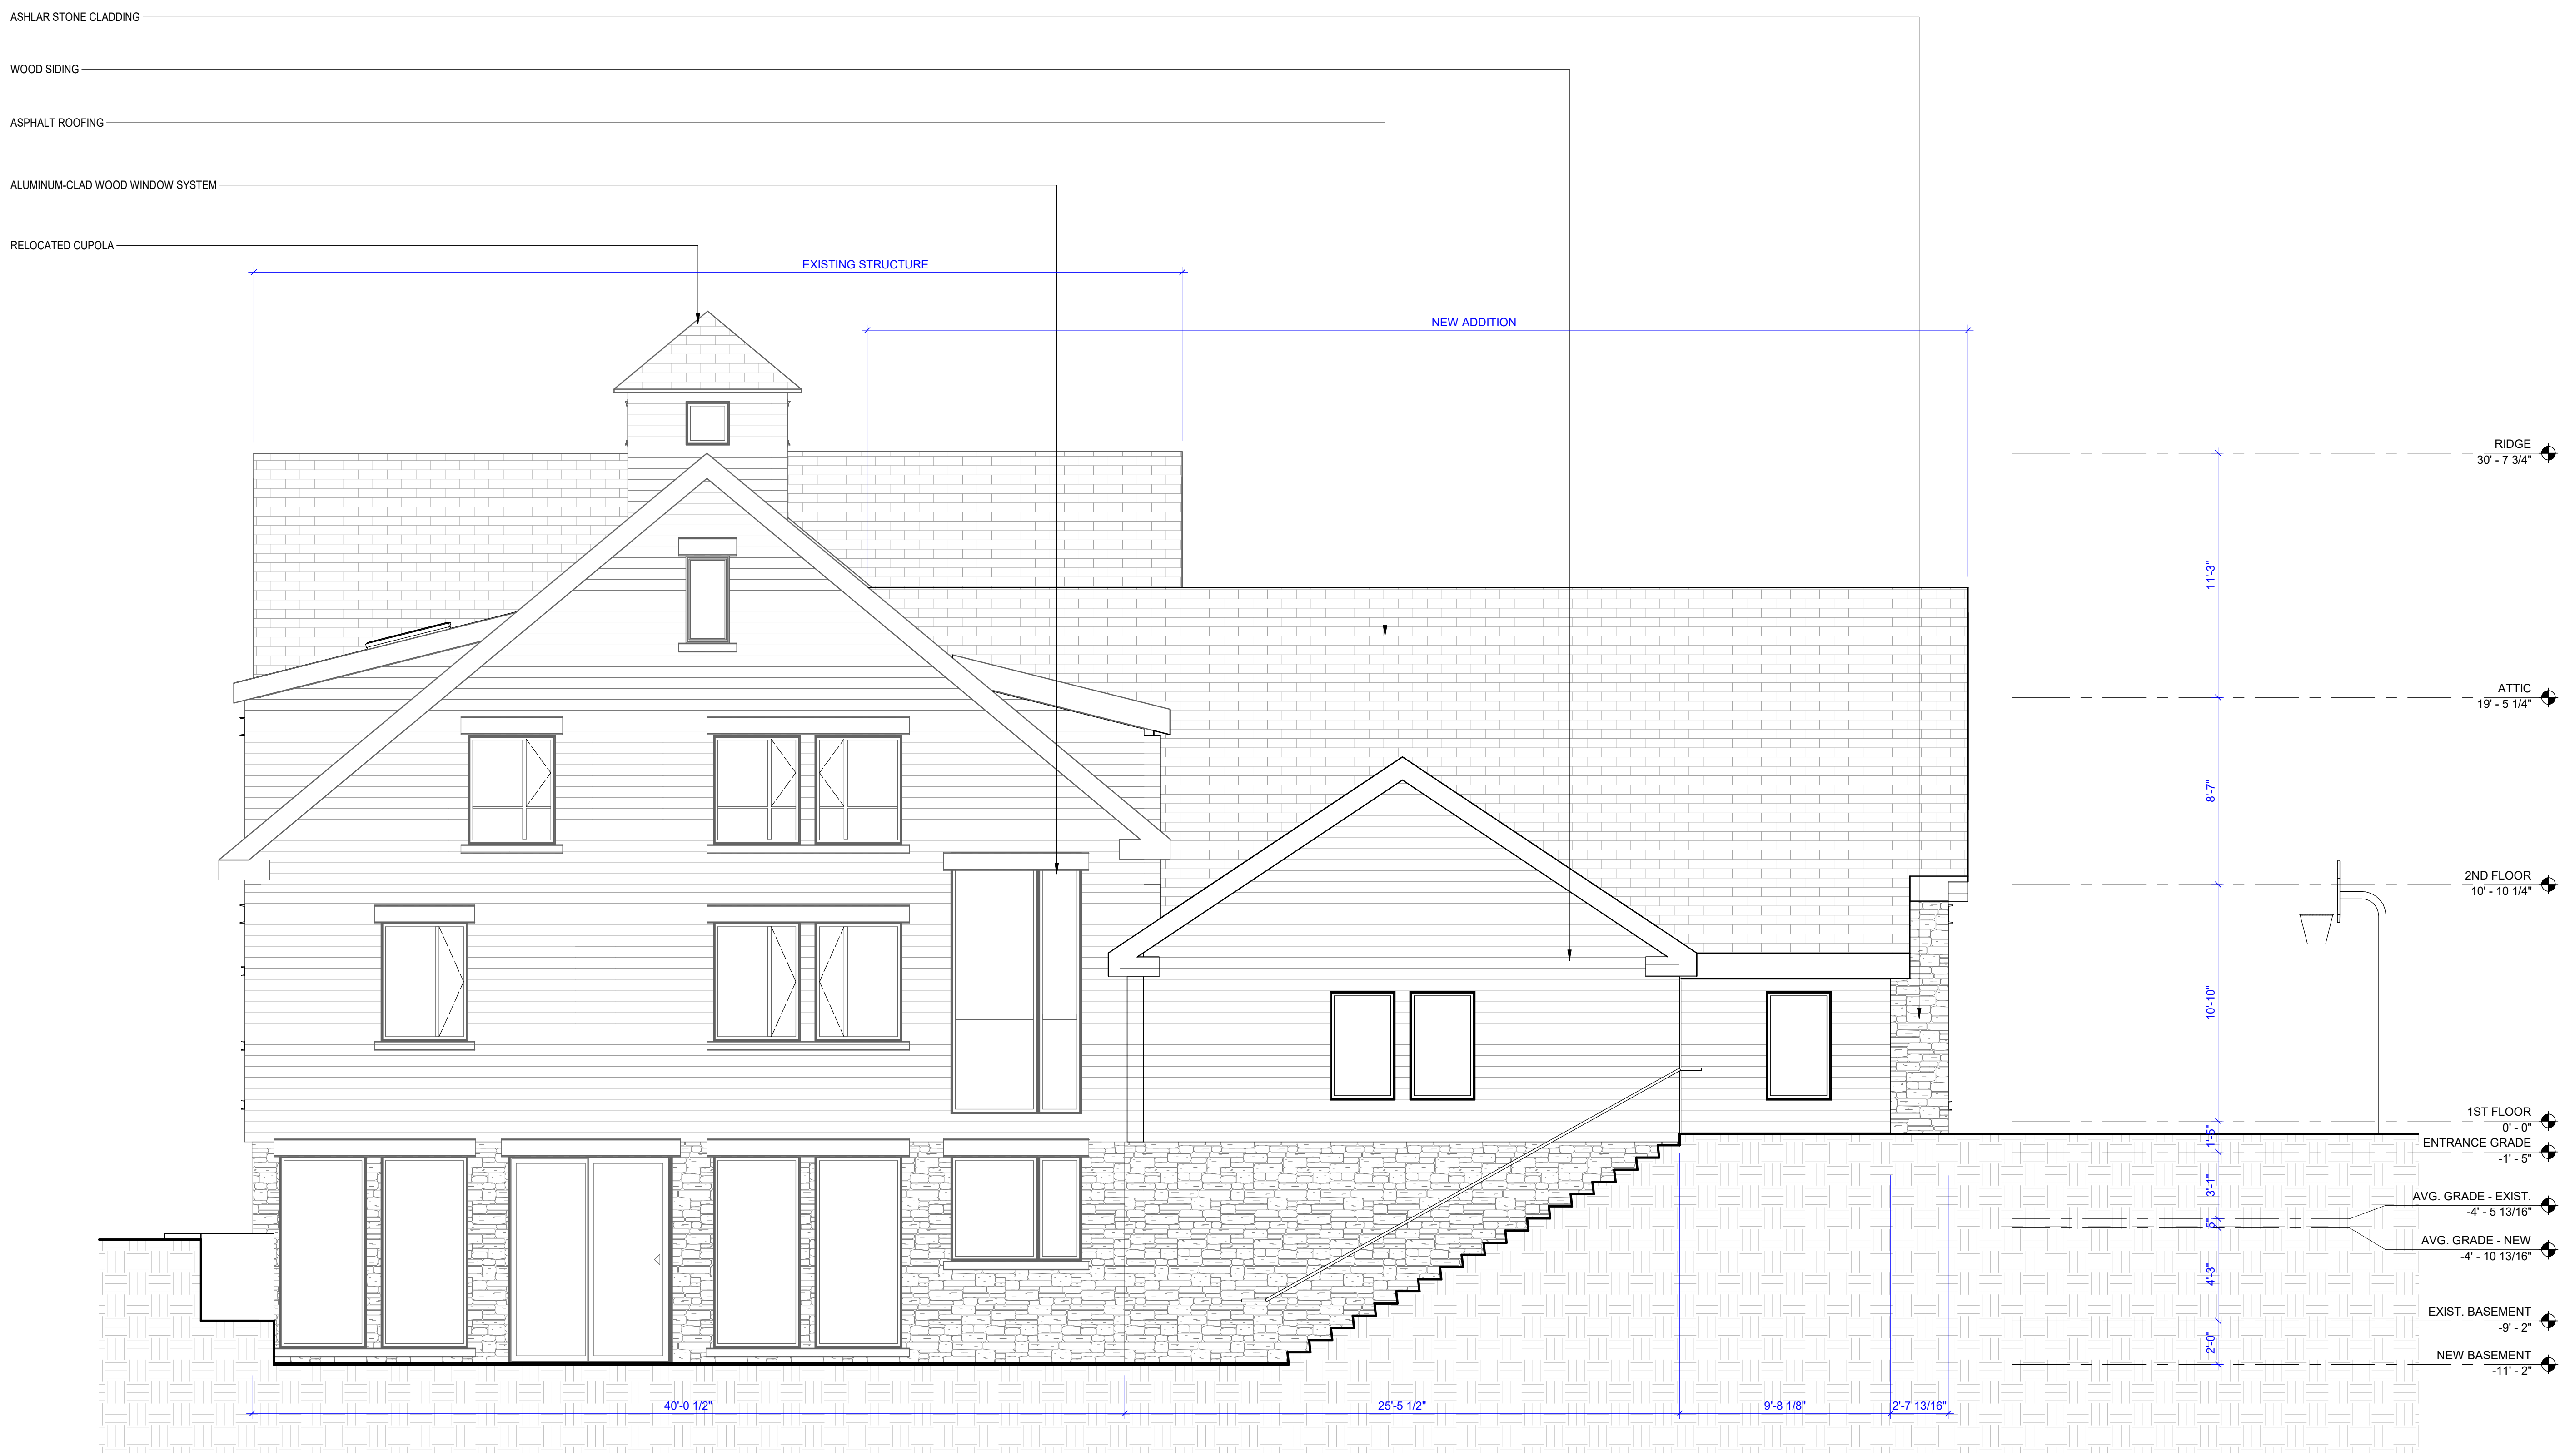 ASHLAR STONE CLADDING
WOOD SIDING
ASPHALT ROOFING
ALUMINUM-CLAD WOOD WINDOW SYSTEM
RELOCATED CUPOLA
EXISTING STRUCTURE
NEW ADDITION
RIDGE
30' - 7 3/4"
11'-3"
ATTIC
19' - 5 1/4"
8'-7"
2ND FLOOR
10' - 10 1/4"
10'-10"
1ST FLOOR
0' - 0"
1'-5"
ENTRANCE GRADE
-1' - 5"
3'-1"
AVG. GRADE - EXIST.
-4' - 5 13/16"
5"
AVG. GRADE - NEW
-4' - 10 13/16"
4'-3"
EXIST. BASEMENT
-9' - 2"
2'-0"
NEW BASEMENT
-11' - 2"
40'-0 1/2"
25'-5 1/2"
9'-8 1/8"
2'-7 13/16"